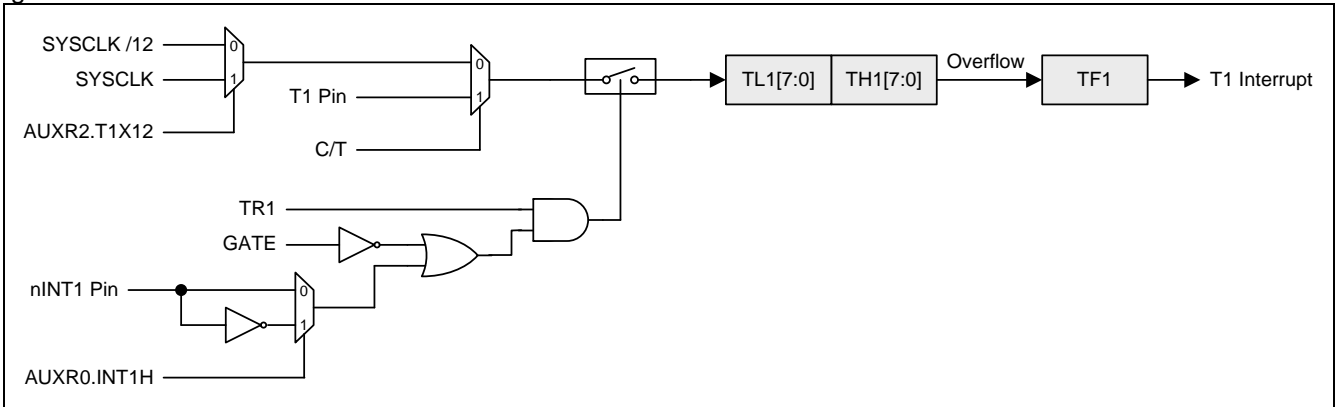 SYSCLK /12
0
SYSCLK
1
AUXR2.T1X12
T1 Pin
0
1
C/T
TL1[7:0]
TH1[7:0]
Overflow
TF1
T1 Interrupt
TR1
GATE
nINT1 Pin
0
1
AUXR0.INT1H